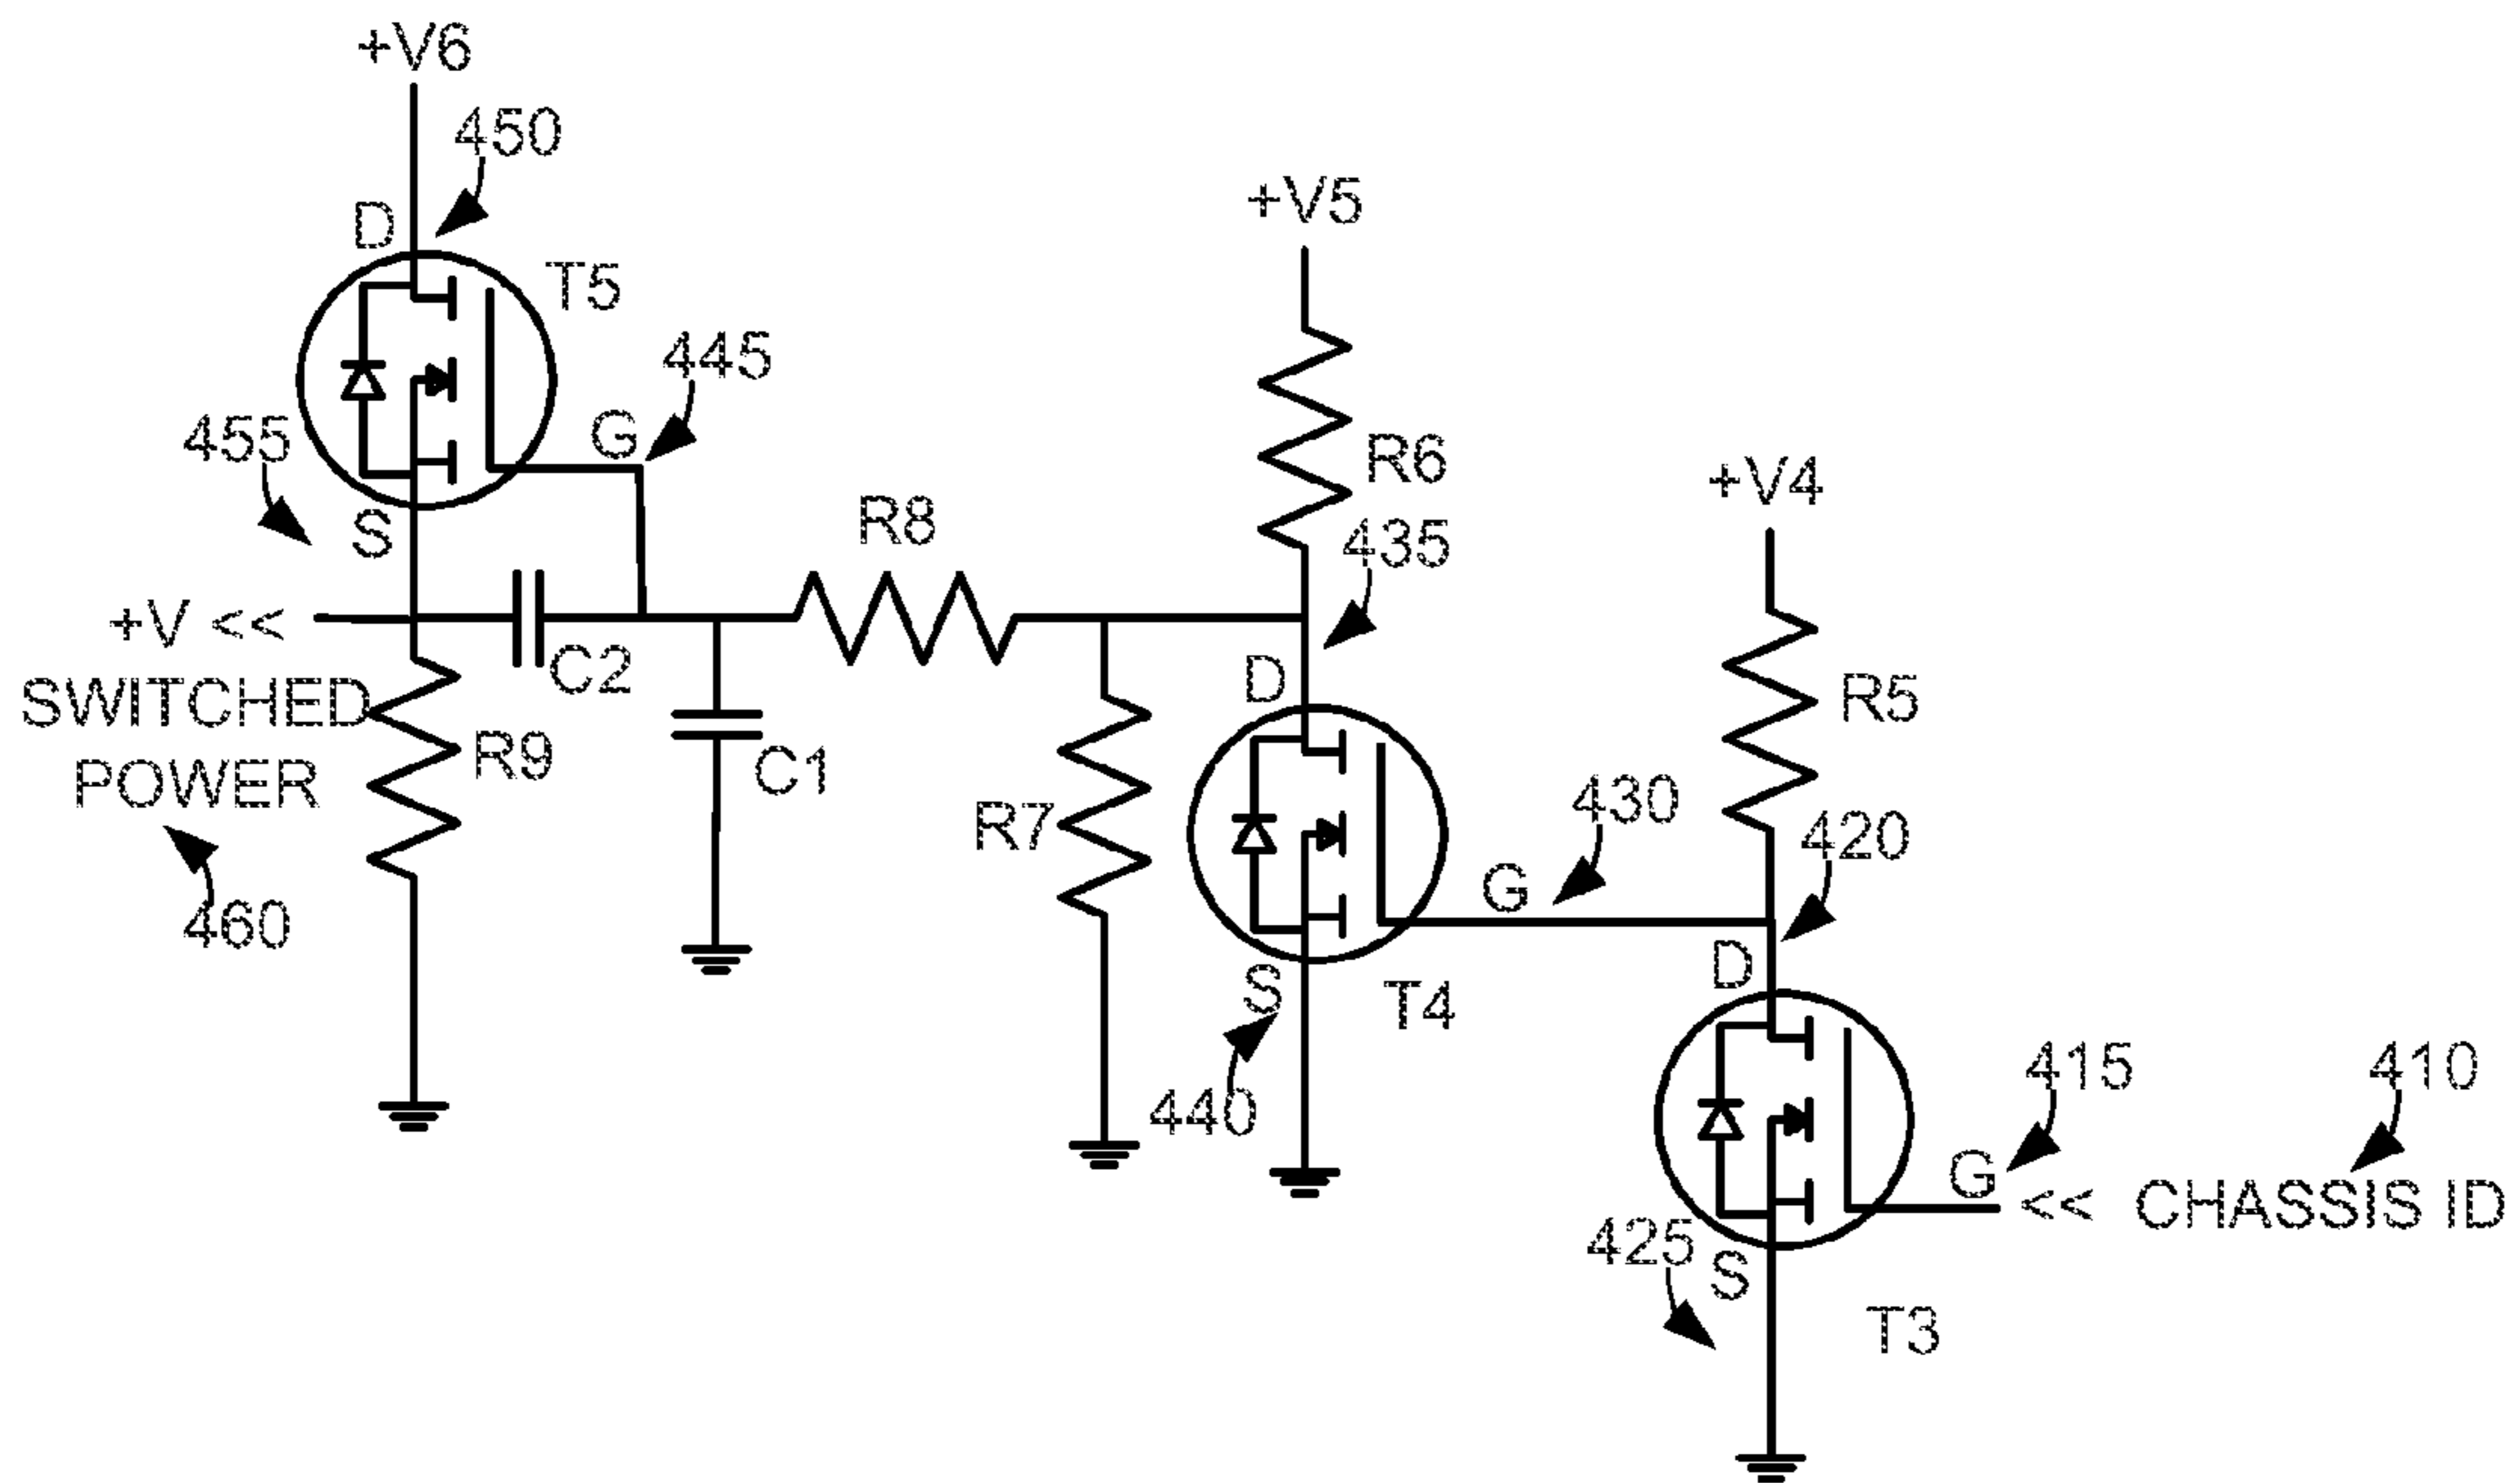 +V6
450
D
T5
+V5
445
G
455
S
R8
R6
+V4
435
+V <<
SWITCHED
POWER
C2
D
R5
R9
C1
R7
430
420
G
460
D
S
T4
440
415
410
G
<< CHASSIS ID
425
S
T3